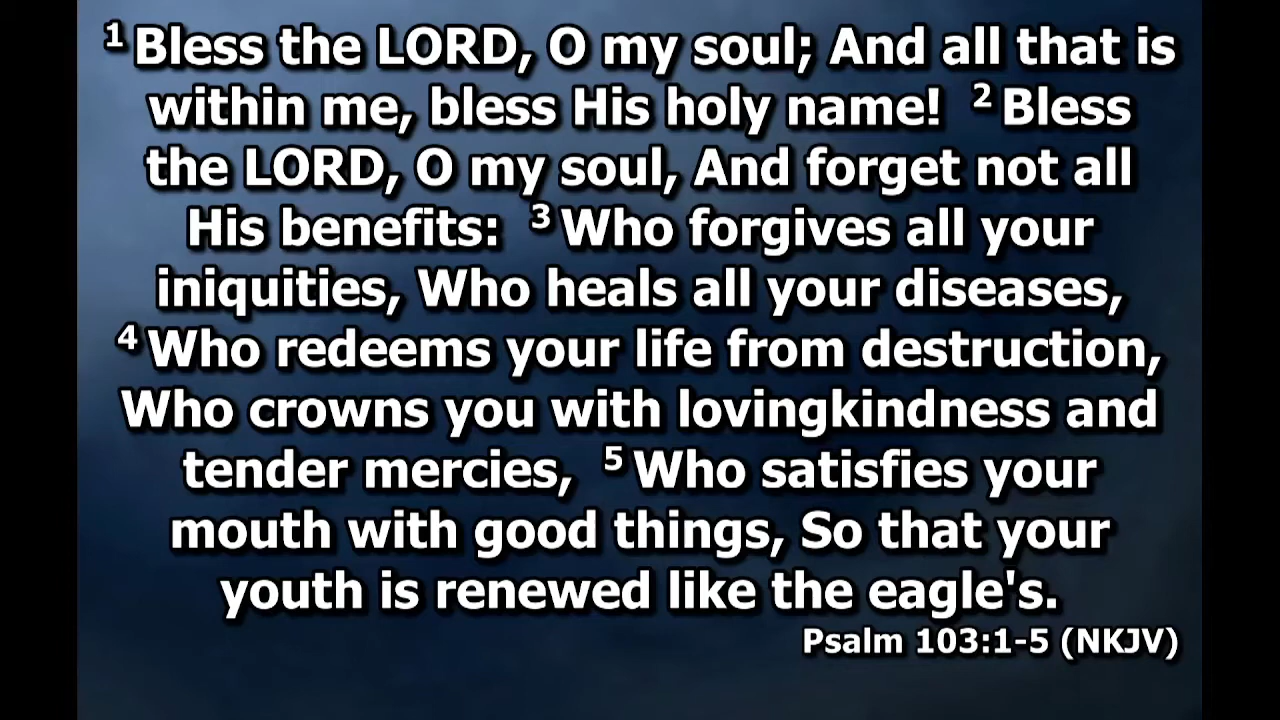 1 Bless the LORD, O my soul; And all that is
within me, bless His holy name! 2 Bless
the LORD, O my soul, And forget not all
His benefits: 3 Who forgives all your
iniquities, Who heals all your diseases,
4 Who redeems your life from destruction,
Who crowns you with lovingkindness and
tender mercies, 5 Who satisfies your
mouth with good things, So that your
youth is renewed like the eagle's.
Psalm 103:1-5 (NKJV)